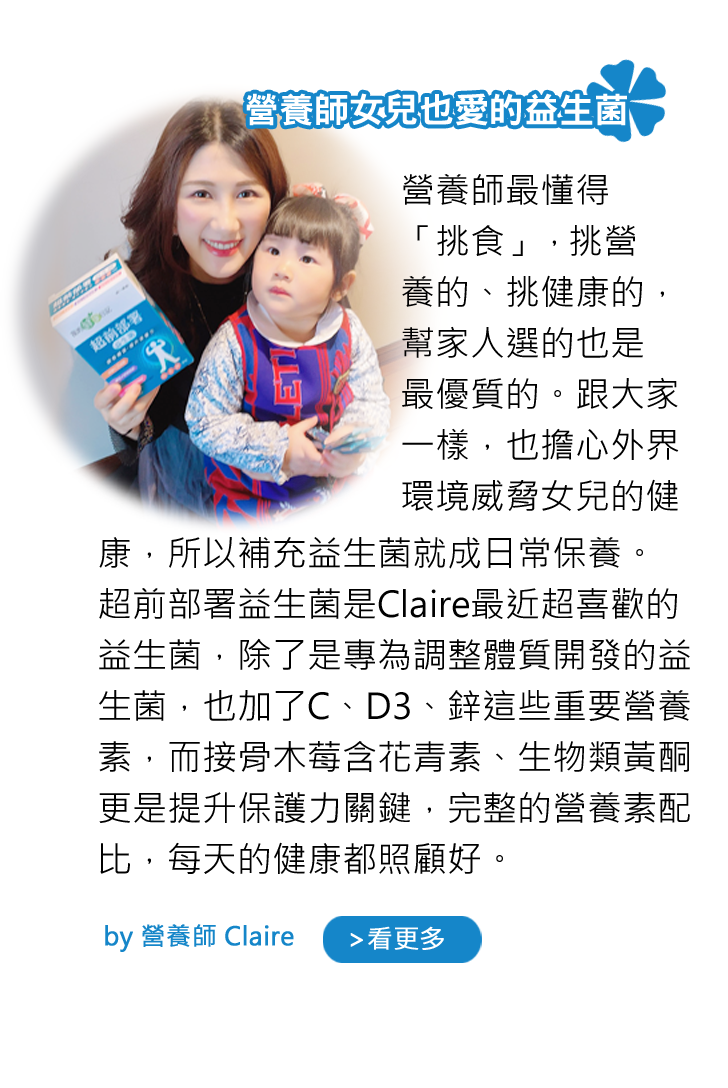 營養師女兒也愛的益生菌
營養師最懂得
「挑食」，挑營
養的、挑健康的，
幫家人選的也是
最優質的。跟大家
一樣，也擔心外界
環境威脅女兒的健
康，所以補充益生菌就成日常保養。
超前部署益生菌是Claire最近超喜歡的
益生菌，除了是專為調整體質開發的益
生菌，也加了C、D3、鋅這些重要營養
素，而接骨木莓含花青素、生物類黃酮
更是提升保護力關鍵，完整的營養素配
比，每天的健康都照顧好。
超前部署
by 營養師 Claire
>看更多